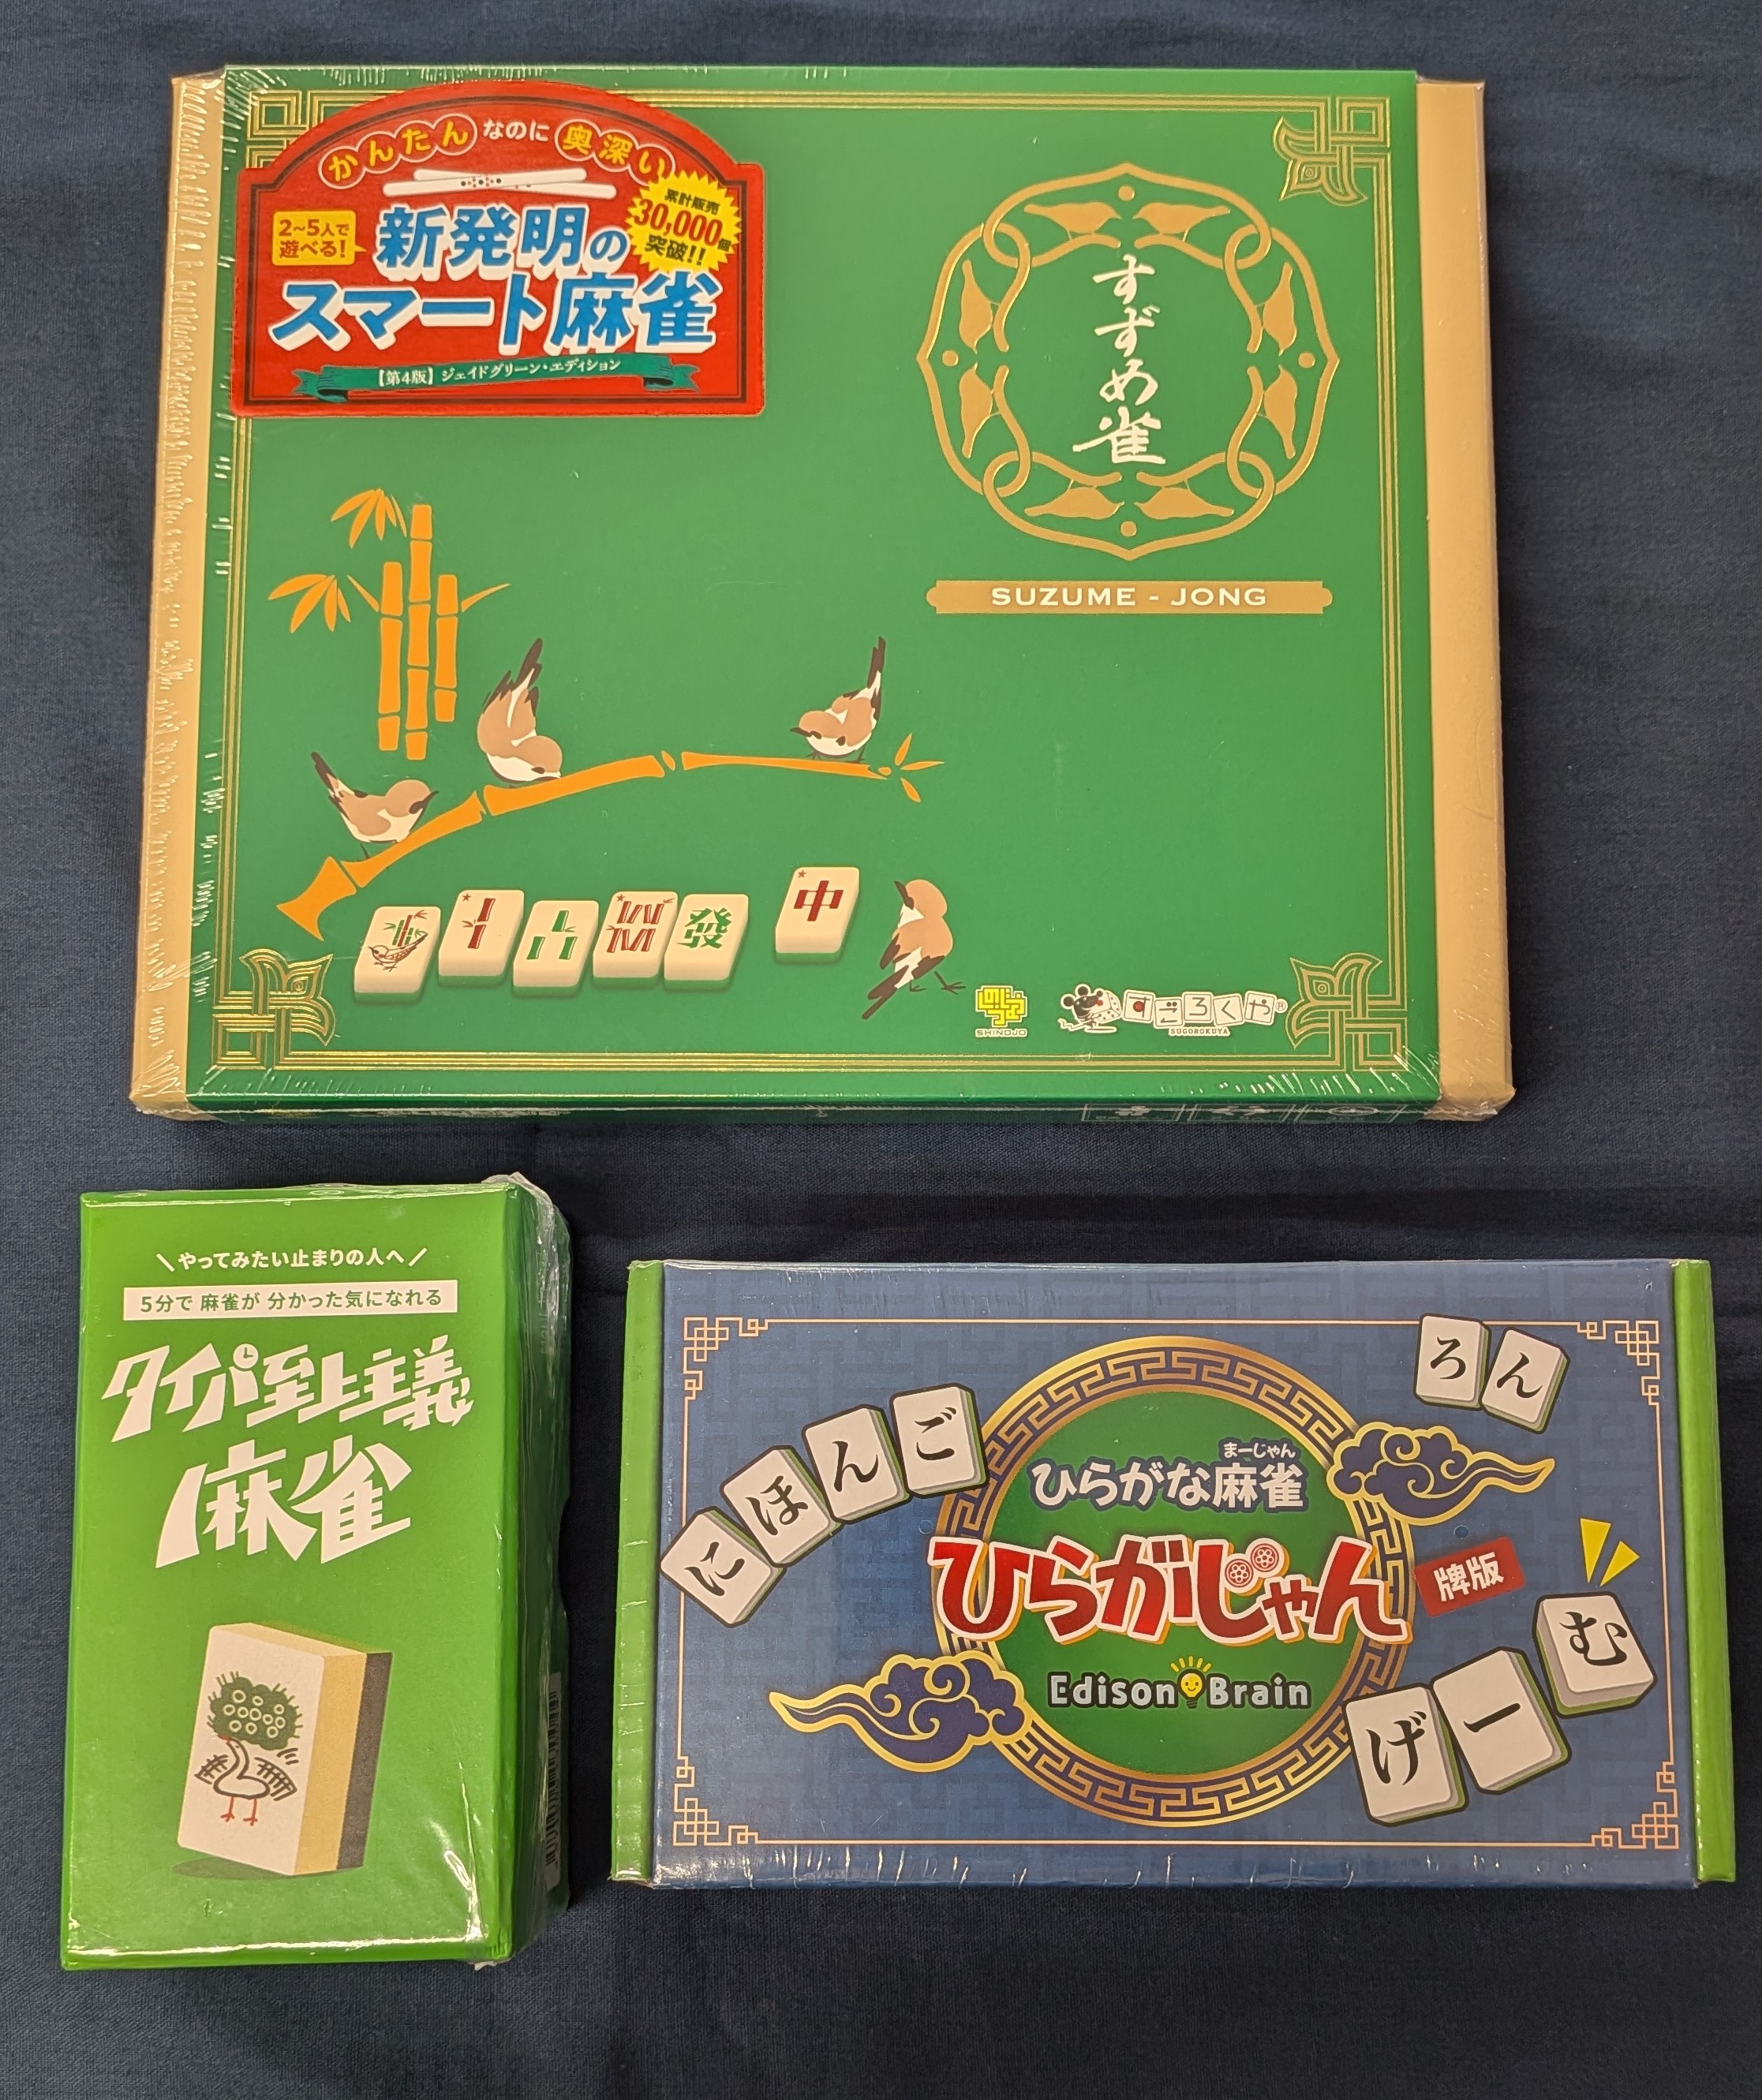 かんたん なのに 奥深い
2~5人で
遊べる!
累計販売
30,000個
突破!!
新発明の
スマート麻雀
【第4版】ジェイドグリーン・エディション
すずめ雀
SUZUME - JONG
發
中
SHINOJO
すごろくや®
SUGOROKUYA
\ やってみたい止まりの人へ /
5分で 麻雀が 分かった気になれる
タイパ至上主義
麻雀
にほんご
ろん
まーじゃん
ひらがな麻雀
ひらがじゃん
牌版
Edison Brain
げーむ